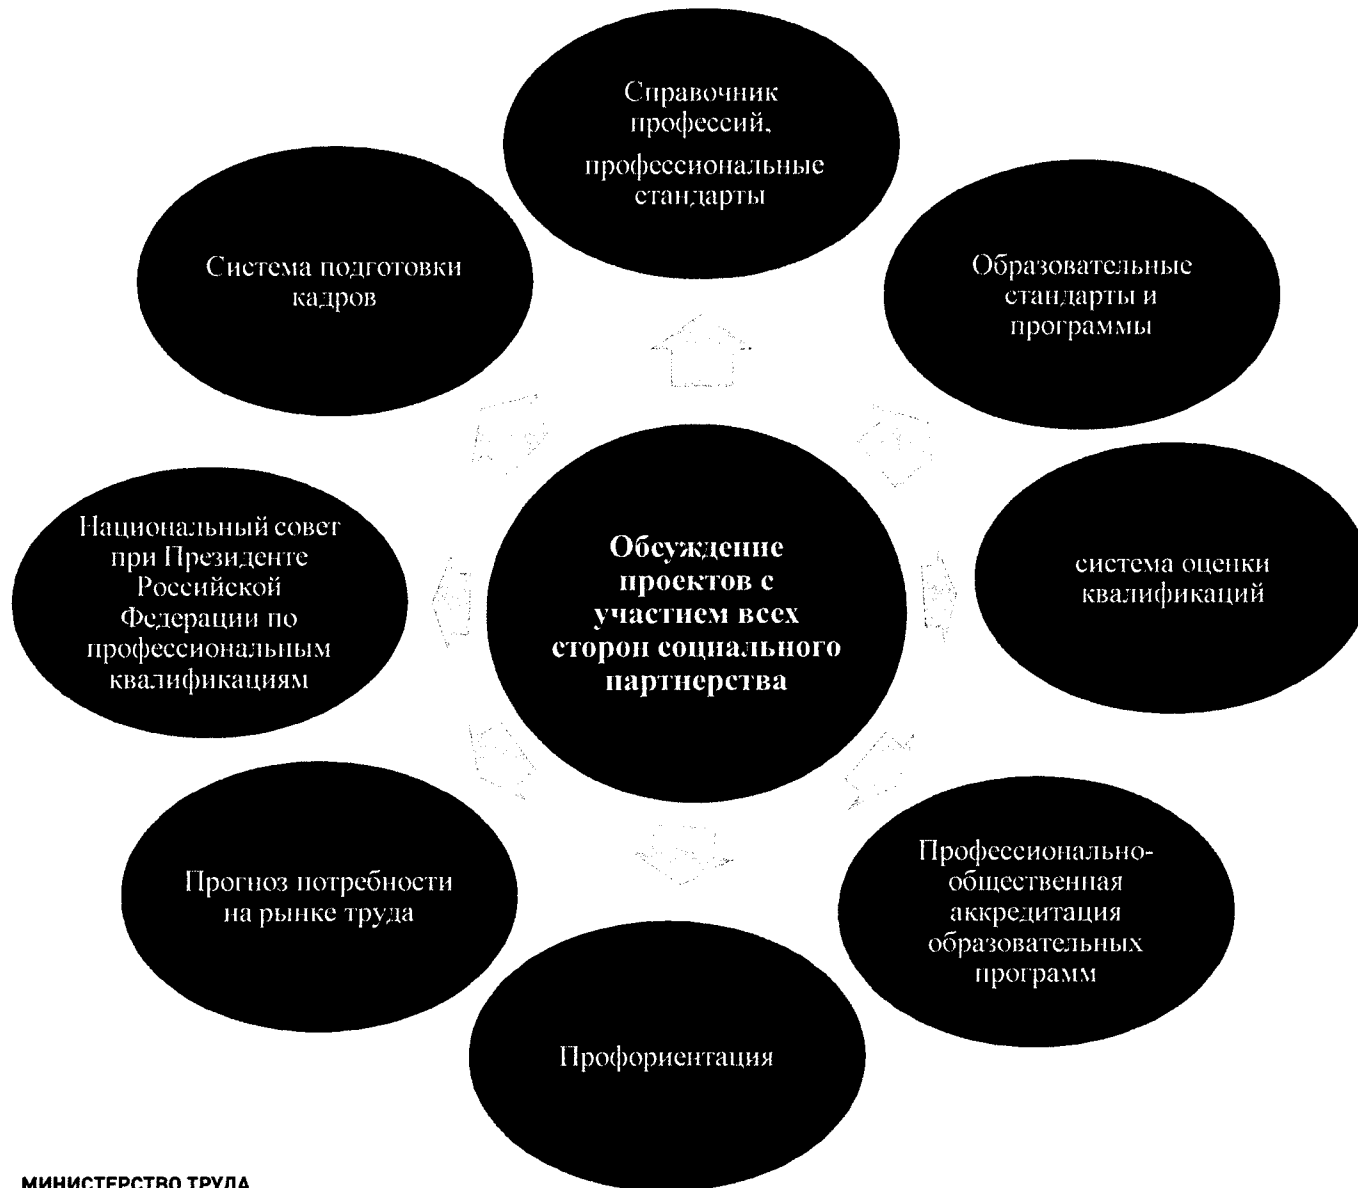 Справочник
профессий,
профессиональные
стандарты
Система подготовки
кадров
Образовательные
стандарты и
программы
Национальный совет
при Президенте
Российской
Федерации по
профессиональным
квалификациям
Обсуждение
проектов с
участием всех
сторон социального
партнерства
система оценки
квалификаций
Прогноз потребности
на рынке труда
Профессионально-
общественная
аккредитация
образовательных
программ
Профориентация
МИНИСТЕРСТВО ТРУДА